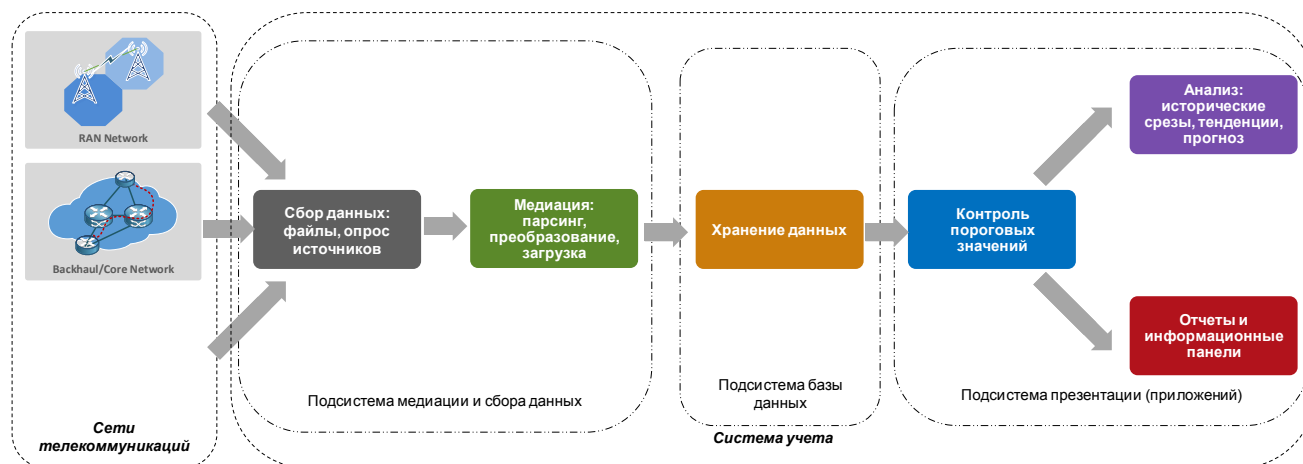 RAN Network
Backhaul/Core Network
Сети
телекоммуникаций
Сбор данных:
файлы, опрос
источников
Медиация:
парсинг,
преобразование,
загрузка
Подсистема медиации и сбора данных
Хранение данных
Подсистема базы
данных
Контроль
пороговых
значений
Анализ:
исторические
срезы, тенденции,
прогноз
Отчеты и
информационные
панели
Подсистема презентации (приложений)
Система учета